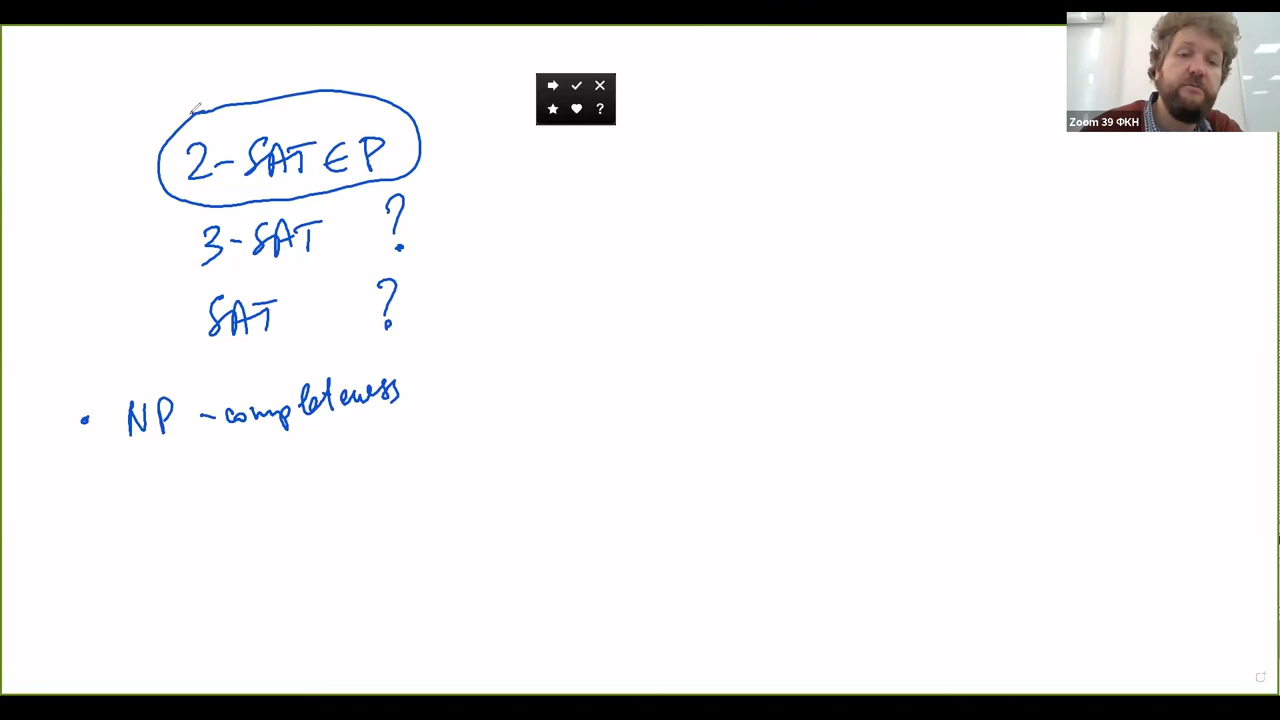 2-SAT ∈ P
3-SAT ?
SAT ?
• NP - completeness
Zoom 39 ФКН